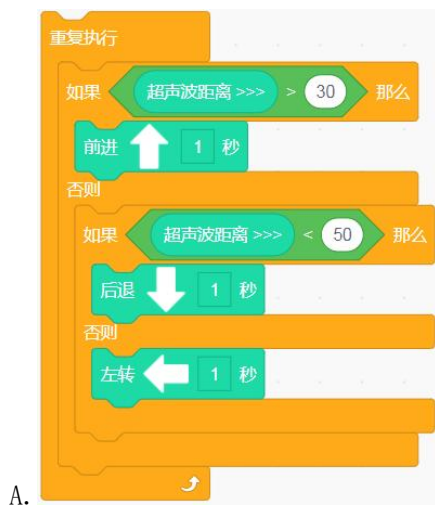 重复执行
如果 超声波距离 >>> > 30 那么
前进 1 秒
否则
如果 超声波距离 >>> < 50 那么
后退 1 秒
否则
左转 1 秒
A.